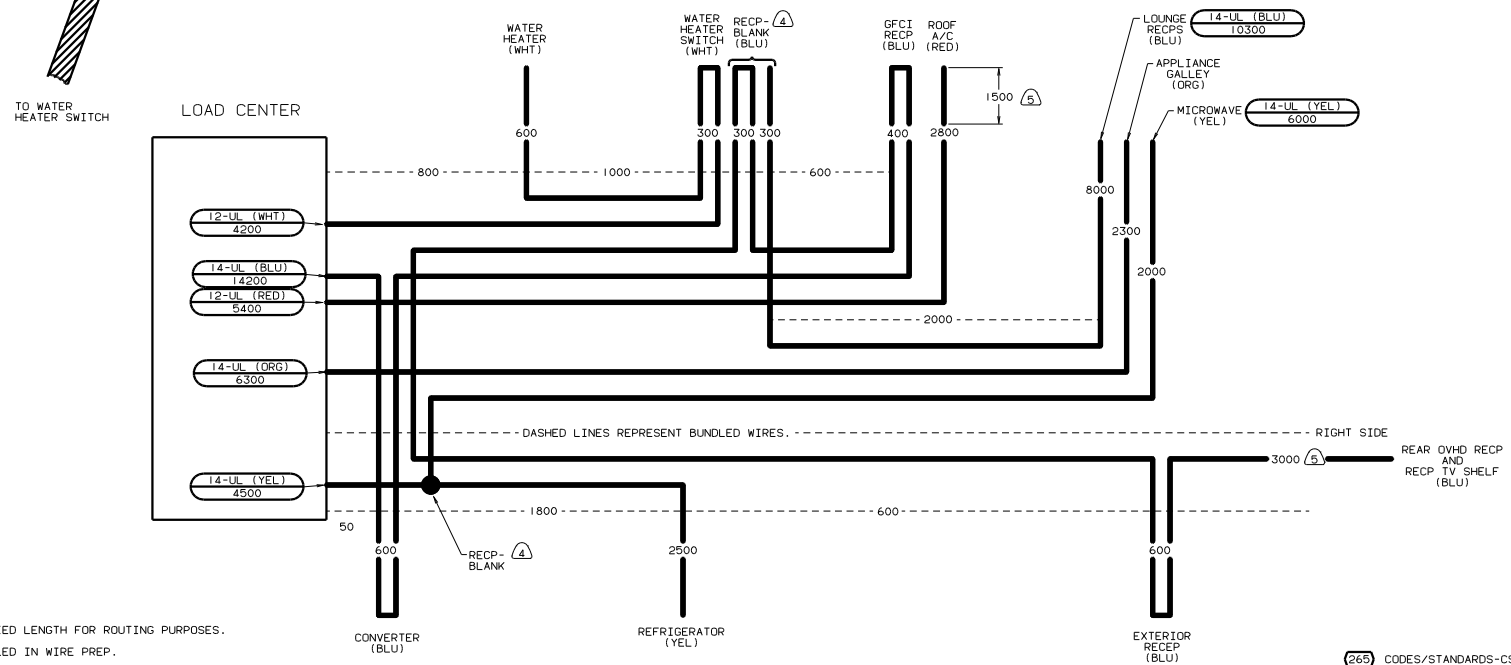 TO WATER
HEATER SWITCH
LOAD CENTER
WATER
HEATER
(WHT)
WATER
HEATER
SWITCH
(WHT)
RECP- 4
BLANK
(BLU)
GFCI
RECP
(BLU)
ROOF
A/C
(RED)
1500 5
LOUNGE
RECPS
(BLU)
14-UL (BLU)
10300
APPLIANCE
GALLEY
(ORG)
MICROWAVE
(YEL)
14-UL (YEL)
6000
600
300
300
300
400
2800
800
1000
600
8000
2300
2000
12-UL (WHT)
4200
14-UL (BLU)
14200
12-UL (RED)
5400
2000
14-UL (ORG)
6300
DASHED LINES REPRESENT BUNDLED WIRES.
RIGHT SIDE
3000 5
REAR OVHD RECP
AND
RECP TV SHELF
(BLU)
14-UL (YEL)
4500
50
1800
600
600
RECP- 4
BLANK
2500
600
CONVERTER
(BLU)
REFRIGERATOR
(YEL)
EXTERIOR
RECEP
(BLU)
ED LENGTH FOR ROUTING PURPOSES.
LED IN WIRE PREP.
265 CODES/STANDARDS-CS